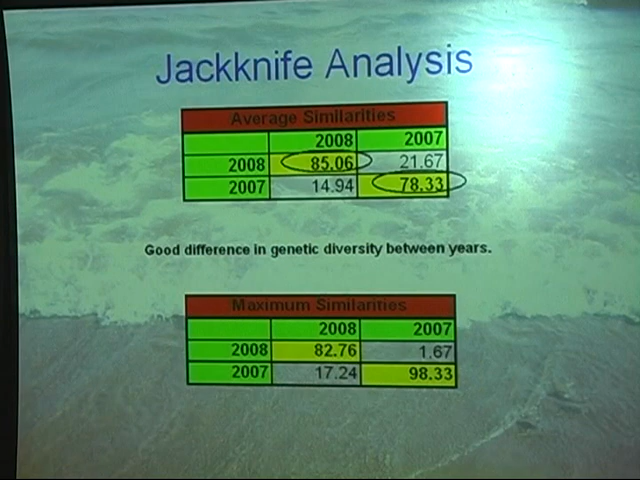 Jackknife Analysis
Average Similarities
2008 2007
2008 85.06 21.67
2007 14.94 78.33
Good difference in genetic diversity between years.
Maximum Similarities
2008 2007
2008 82.76 1.67
2007 17.24 98.33